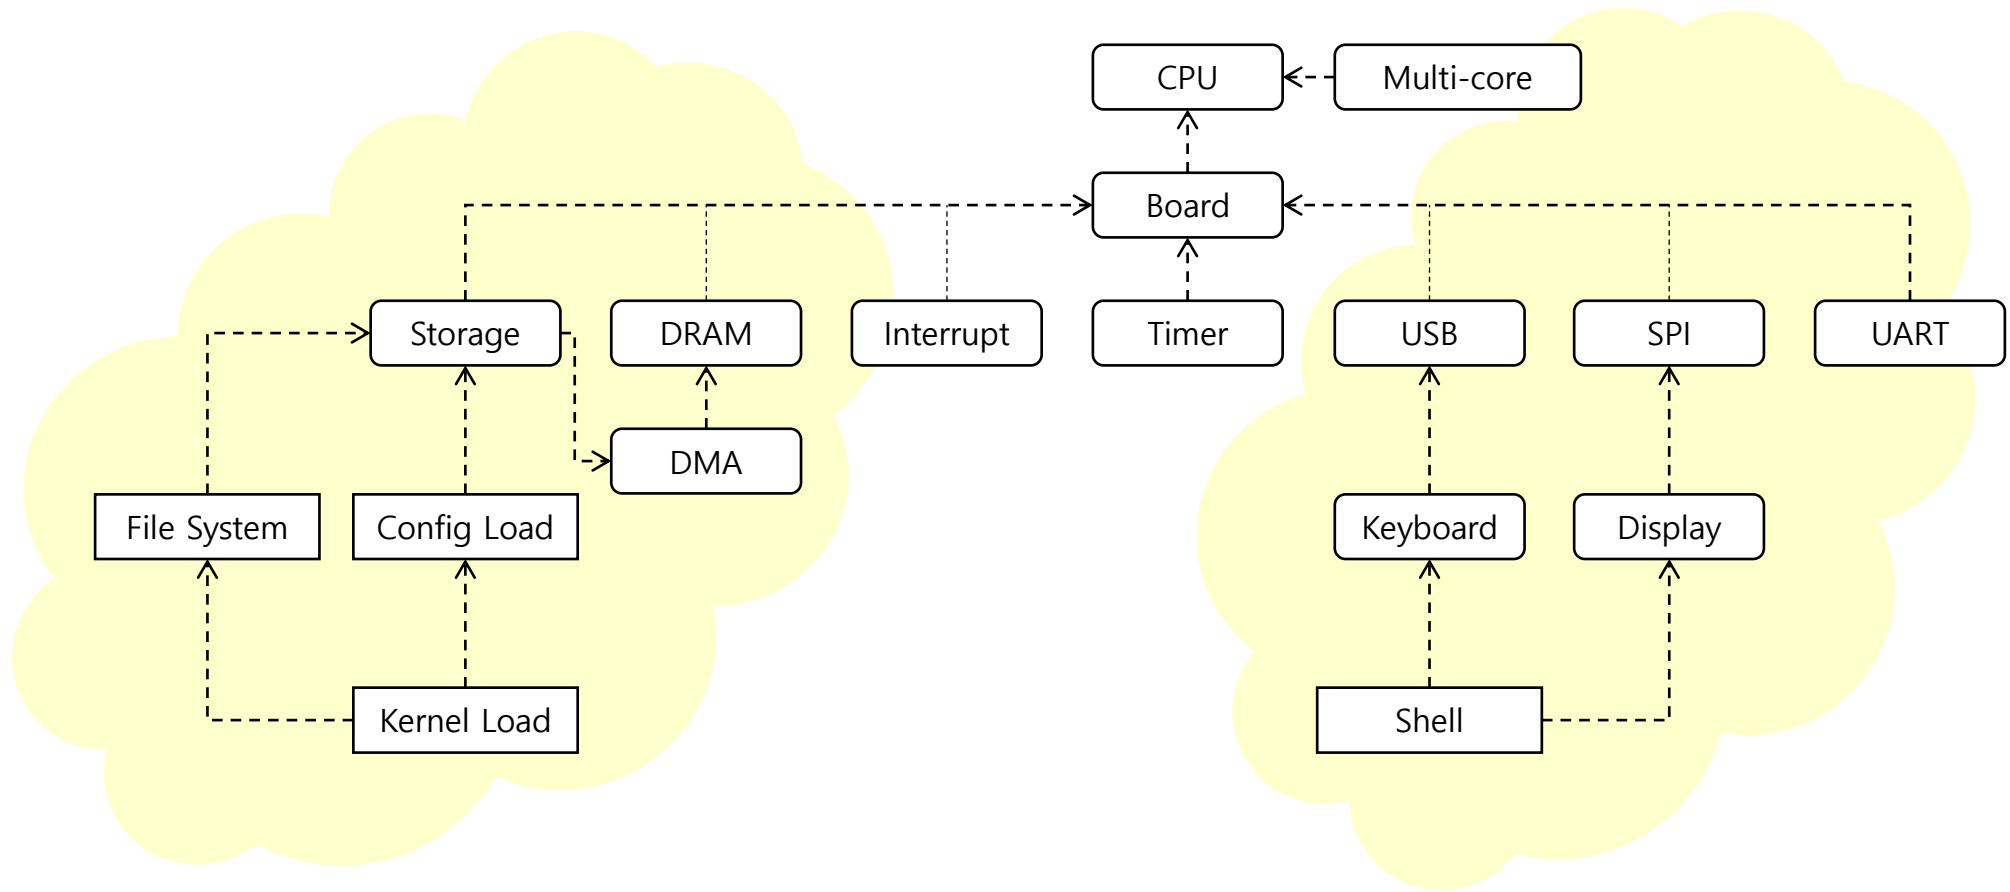 CPU
Multi-core
Board
Storage
DRAM
Interrupt
Timer
USB
SPI
UART
DMA
File System
Config Load
Keyboard
Display
Kernel Load
Shell